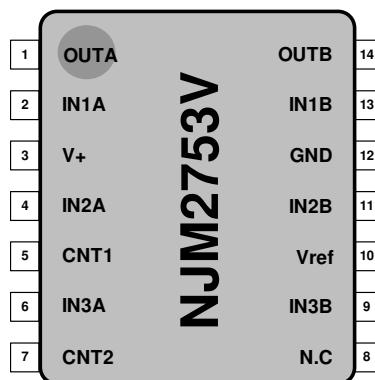 1 OUTA OUTB 14
2 IN1A IN1B 13
3 V+ GND 12
4 IN2A IN2B 11
5 CNT1 Vref 10
6 IN3A IN3B 9
7 CNT2 N.C 8
NJM2753V